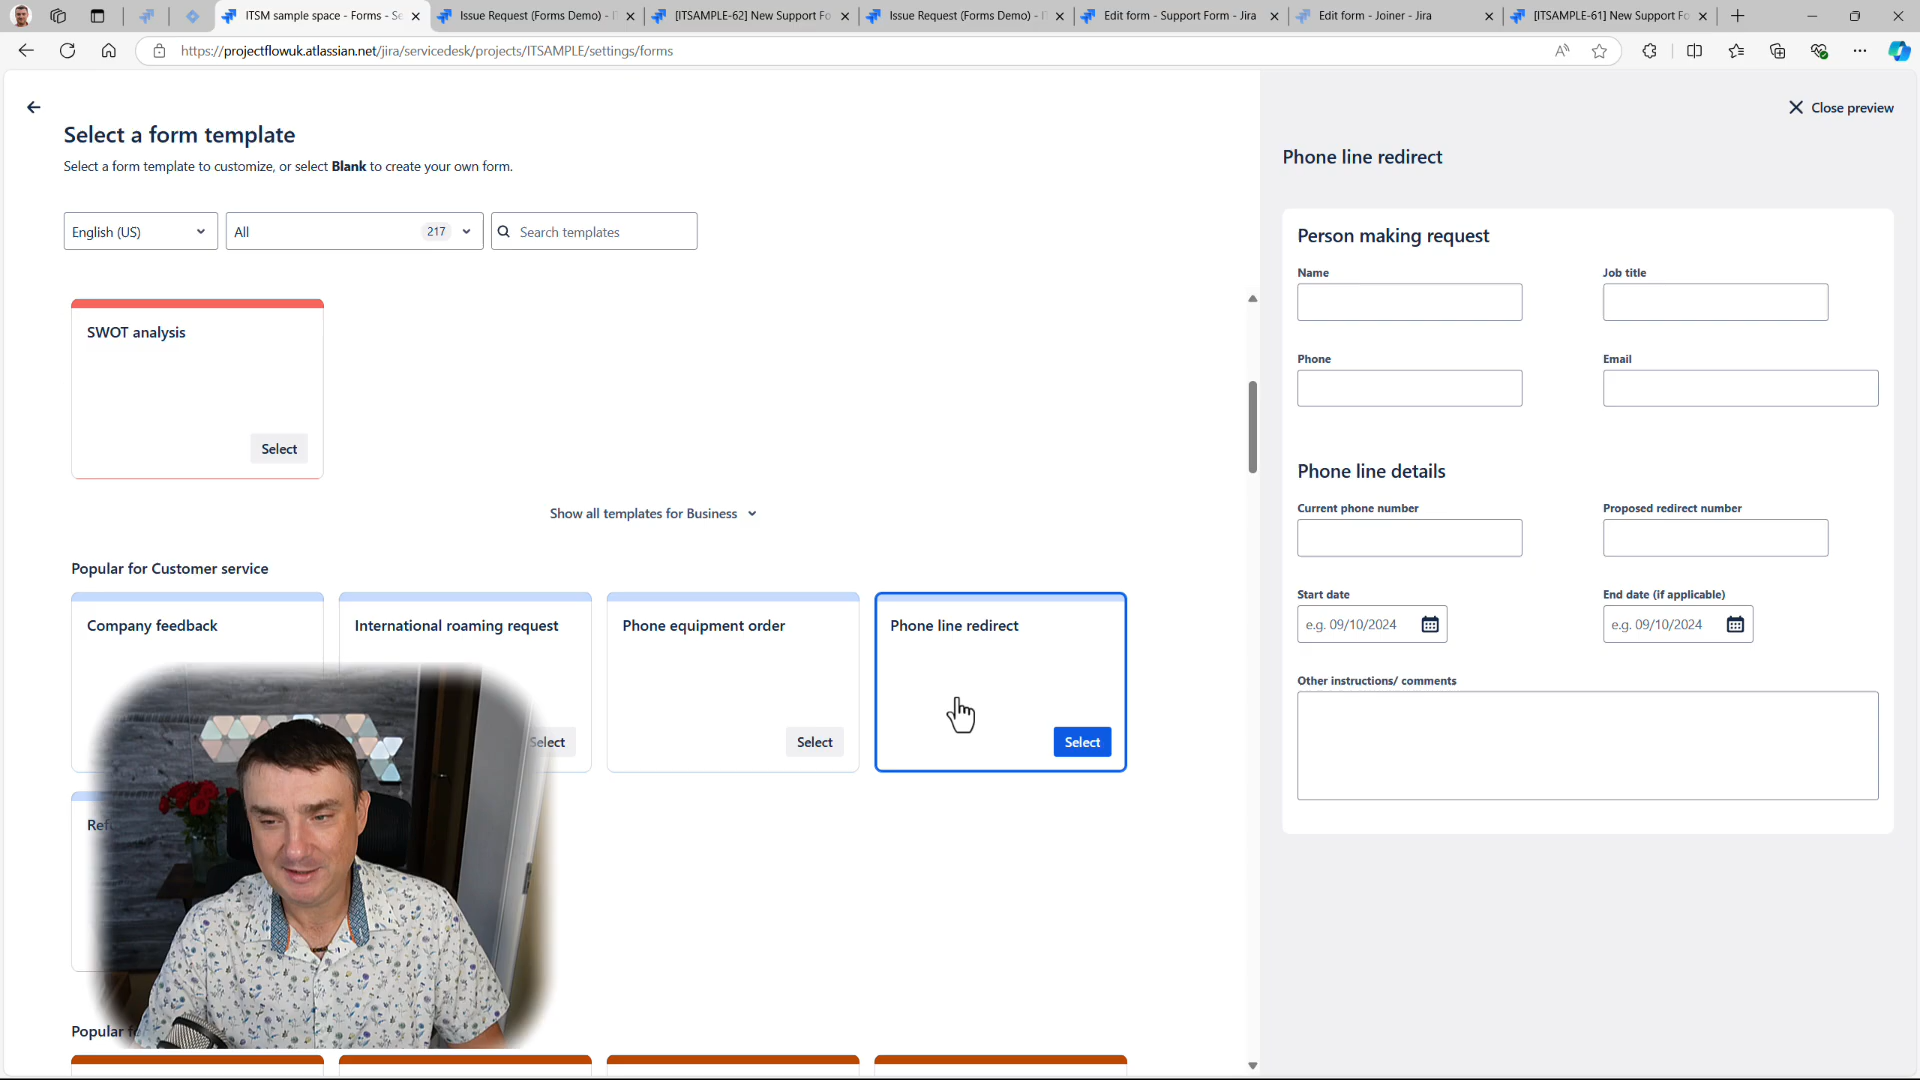 ITSM sample space - Forms - Se
Issue Request (Forms Demo) - I
[ITSAMPLE-62] New Support Fo
Issue Request (Forms Demo) - I
Edit form - Support Form - Jira
Edit form - Joiner - Jira
[ITSAMPLE-61] New Support Fo
https://projectflowuk.atlassian.net/jira/servicedesk/projects/ITSAMPLE/settings/forms
Close preview
Select a form template
Select a form template to customize, or select Blank to create your own form.
English (US)
All 217
Search templates
SWOT analysis
Select
Show all templates for Business
Popular for Customer service
Company feedback
International roaming request
Select
Phone equipment order
Select
Phone line redirect
Select
Ref
Popular f
Phone line redirect
Person making request
Name
Job title
Phone
Email
Phone line details
Current phone number
Proposed redirect number
Start date
End date (if applicable)
e.g. 09/10/2024
e.g. 09/10/2024
Other instructions/ comments